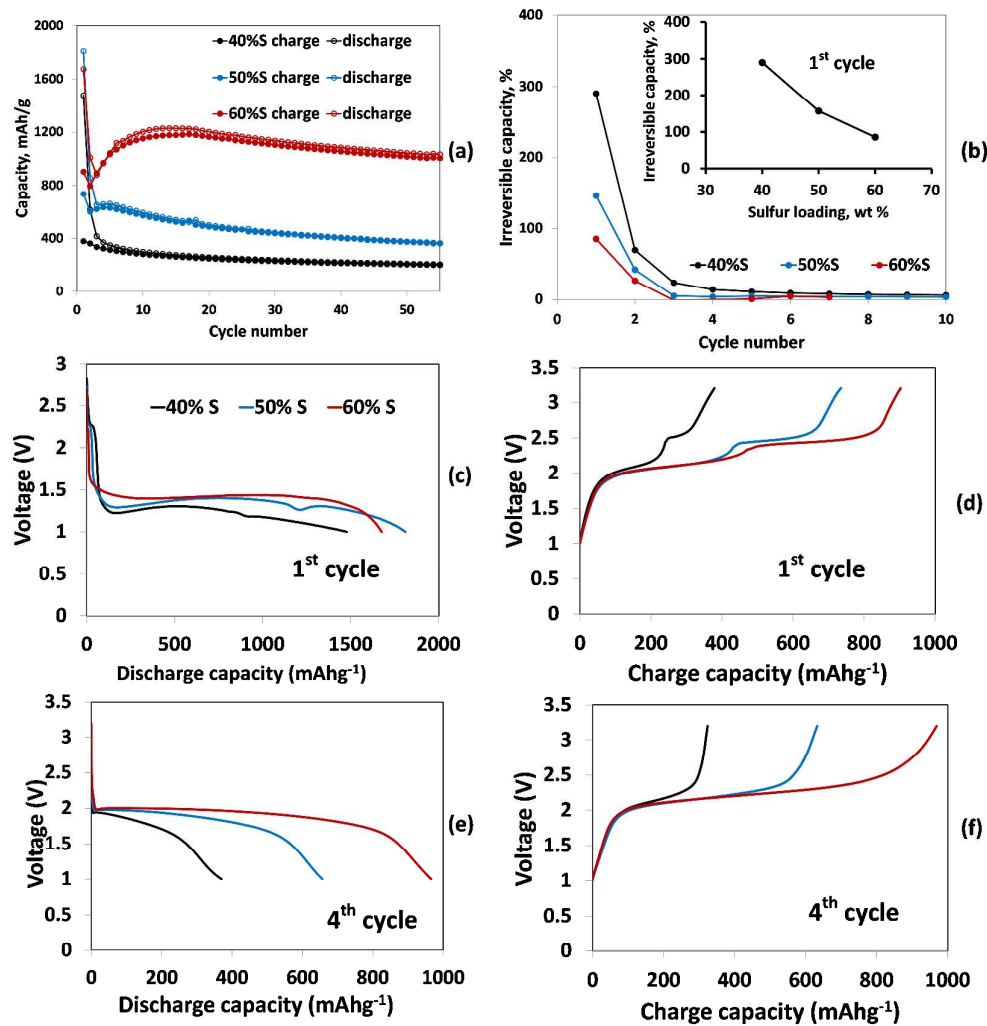 2000
1600
1200
800
400
0
Capacity, mAh/g
40%S charge discharge
50%S charge discharge
60%S charge discharge
(a)
0 10 20 30 40 50
Cycle number
400
300
200
100
0
Irreversible capacity, %
400
300
200
100
0
Irreversible capacity, %
1st cycle
30 40 50 60 70
Sulfur loading, wt %
(b)
40%S 50%S 60%S
0 2 4 6 8 10
Cycle number
3
2.5
2
1.5
1
0.5
0
Voltage (V)
40% S 50% S 60% S
(c)
1st cycle
0 500 1000 1500 2000
Discharge capacity (mAhg-1)
3.5
3
2.5
2
1.5
1
0.5
0
Voltage (V)
(d)
1st cycle
0 200 400 600 800 1000
Charge capacity (mAhg-1)
3.5
3
2.5
2
1.5
1
0.5
0
Voltage (V)
(e)
4th cycle
0 200 400 600 800 1000
Discharge capacity (mAhg-1)
3.5
3
2.5
2
1.5
1
0.5
0
Voltage (V)
(f)
4th cycle
0 200 400 600 800 1000
Charge capacity (mAhg-1)